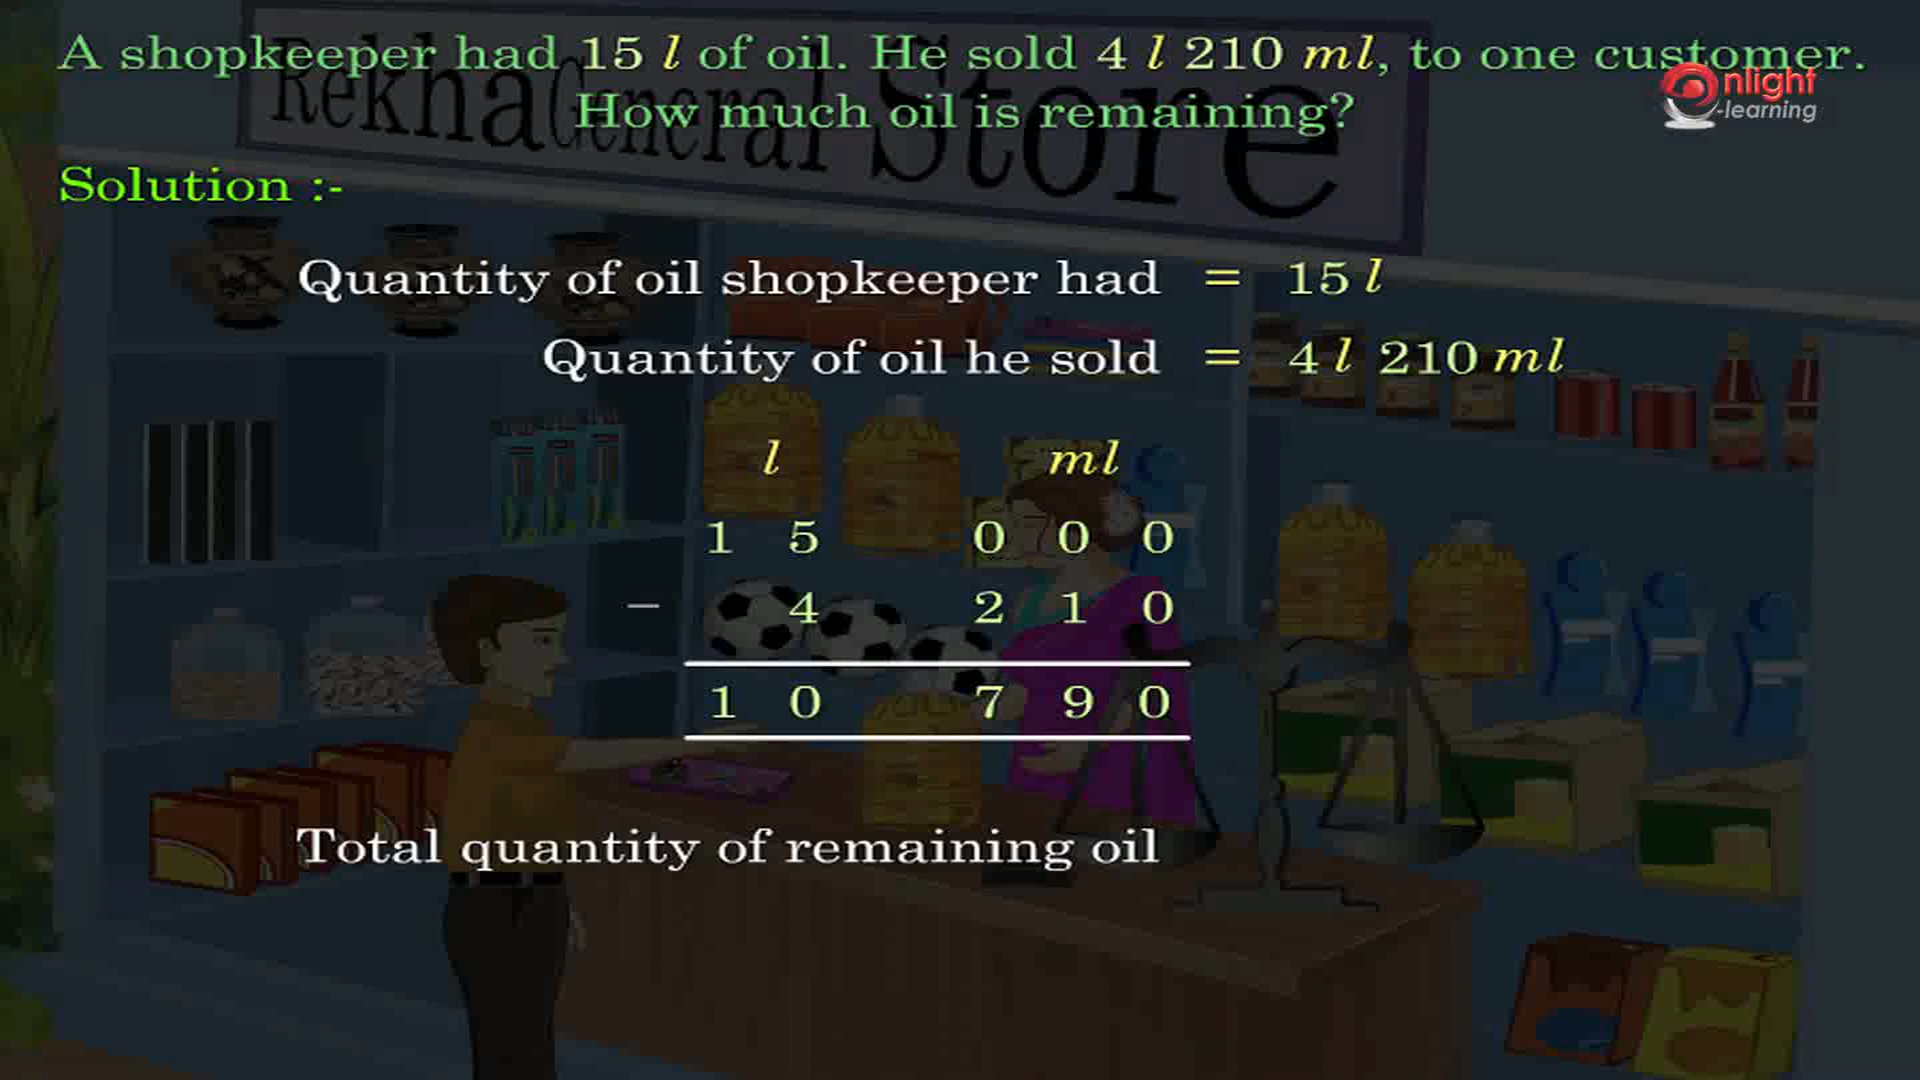 A shopkeeper had 15 l of oil. He sold 4 l 210 ml, to one customer.
How much oil is remaining?
Rekha General Store
nlight
e-learning
Solution :-
Quantity of oil shopkeeper had = 15 l
Quantity of oil he sold = 4 l 210 ml
l ml
1 5 0 0 0
− 4 2 1 0
1 0 7 9 0
Total quantity of remaining oil